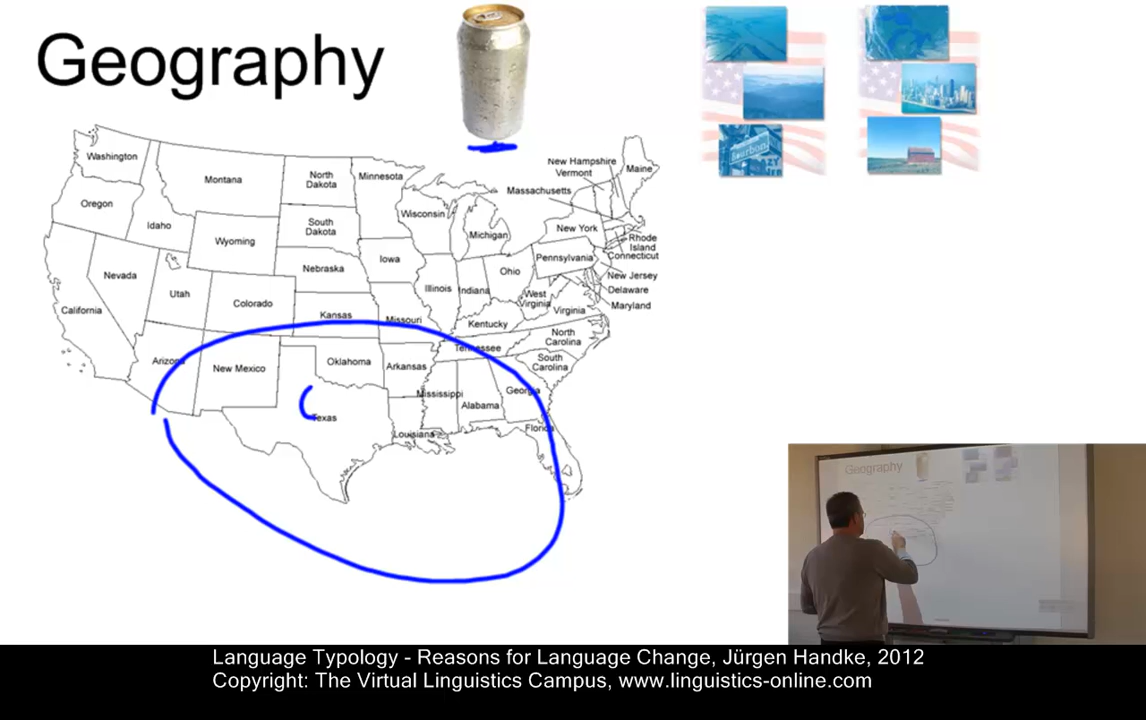 Geography
Washington
Oregon
Idaho
Montana
North
Dakota
Minnesota
South
Dakota
Wyoming
Nebraska
Iowa
Wisconsin
Michigan
New Hampshire
Vermont
Maine
Massachusetts
New York
Rhode
Island
Connecticut
New Jersey
Delaware
Maryland
Pennsylvania
Ohio
Indiana
Illinois
West
Virginia
Virginia
Nevada
Utah
Colorado
California
Kansas
Missouri
Kentucky
North
Carolina
Tennessee
South
Carolina
Arizona
New Mexico
Oklahoma
Arkansas
Mississippi
Alabama
Georgia
Texas
Louisiana
Florida
Bourbon
Geography
Language Typology - Reasons for Language Change, Jürgen Handke, 2012
Copyright: The Virtual Linguistics Campus, www.linguistics-online.com